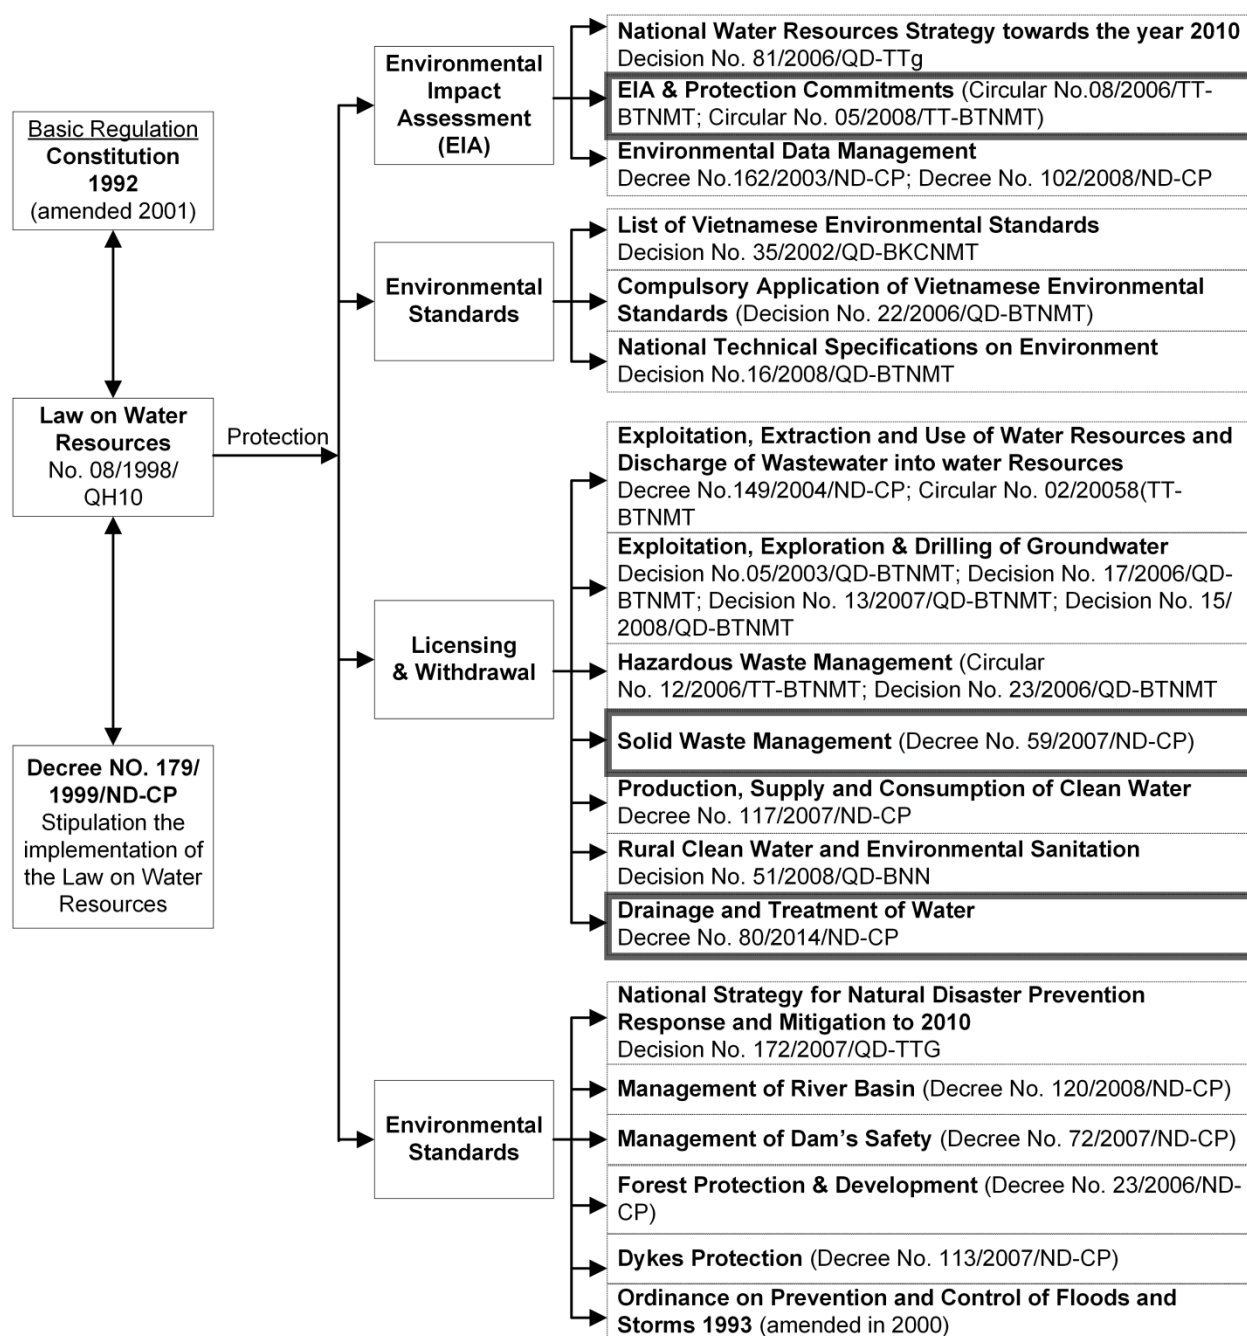 Basic Regulation
Constitution
1992
(amended 2001)
Law on Water
Resources
No. 08/1998/
QH10
Decree NO. 179/
1999/ND-CP
Stipulation the
implementation of
the Law on Water
Resources
Protection
Environmental
Impact
Assessment
(EIA)
National Water Resources Strategy towards the year 2010
Decision No. 81/2006/QD-TTg
EIA & Protection Commitments (Circular No.08/2006/TT-
BTNMT; Circular No. 05/2008/TT-BTNMT)
Environmental Data Management
Decree No.162/2003/ND-CP; Decree No. 102/2008/ND-CP
Environmental
Standards
List of Vietnamese Environmental Standards
Decision No. 35/2002/QD-BKCNMT
Compulsory Application of Vietnamese Environmental
Standards (Decision No. 22/2006/QD-BTNMT)
National Technical Specifications on Environment
Decision No.16/2008/QD-BTNMT
Licensing
& Withdrawal
Exploitation, Extraction and Use of Water Resources and
Discharge of Wastewater into water Resources
Decree No.149/2004/ND-CP; Circular No. 02/20058(TT-
BTNMT
Exploitation, Exploration & Drilling of Groundwater
Decision No.05/2003/QD-BTNMT; Decision No. 17/2006/QD-
BTNMT; Decision No. 13/2007/QD-BTNMT; Decision No. 15/
2008/QD-BTNMT
Hazardous Waste Management (Circular
No. 12/2006/TT-BTNMT; Decision No. 23/2006/QD-BTNMT
Solid Waste Management (Decree No. 59/2007/ND-CP)
Production, Supply and Consumption of Clean Water
Decree No. 117/2007/ND-CP
Rural Clean Water and Environmental Sanitation
Decision No. 51/2008/QD-BNN
Drainage and Treatment of Water
Decree No. 80/2014/ND-CP
Environmental
Standards
National Strategy for Natural Disaster Prevention
Response and Mitigation to 2010
Decision No. 172/2007/QD-TTG
Management of River Basin (Decree No. 120/2008/ND-CP)
Management of Dam's Safety (Decree No. 72/2007/ND-CP)
Forest Protection & Development (Decree No. 23/2006/ND-
CP)
Dykes Protection (Decree No. 113/2007/ND-CP)
Ordinance on Prevention and Control of Floods and
Storms 1993 (amended in 2000)